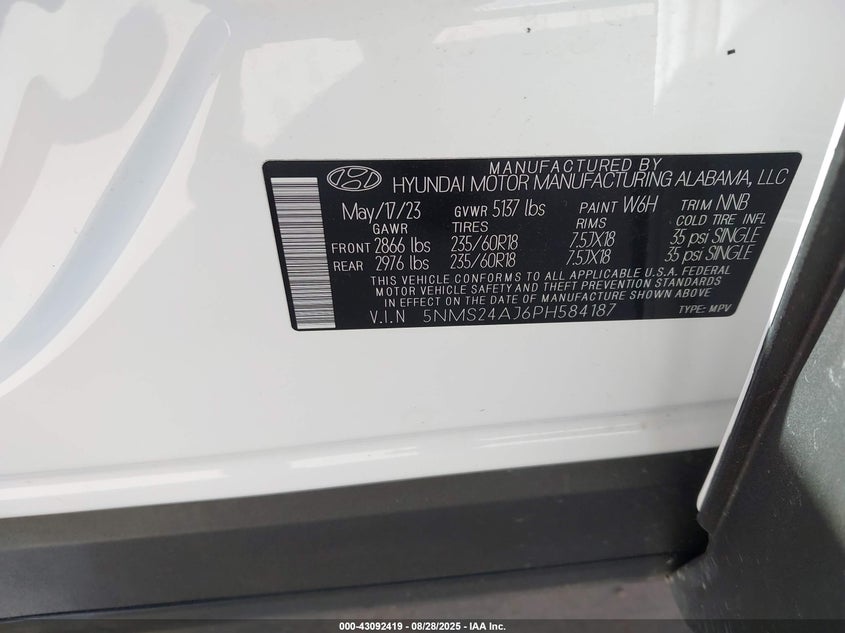 MANUFACTURED BY
HYUNDAI MOTOR MANUFACTURING ALABAMA, LLC
May/17/23 GVWR 5137 lbs PAINT W6H TRIM NNB
GAWR TIRES RIMS COLD TIRE INFL
FRONT 2866 lbs 235/60R18 7.5JX18 35 psi SINGLE
REAR 2976 lbs 235/60R18 7.5JX18 35 psi SINGLE
THIS VEHICLE CONFORMS TO ALL APPLICABLE U.S.A. FEDERAL
MOTOR VEHICLE SAFETY AND THEFT PREVENTION STANDARDS
IN EFFECT ON THE DATE OF MANUFACTURE SHOWN ABOVE
V.I.N 5NMS24AJ6PH584187 TYPE: MPV
000-43092419 | 08/28/2025 - IAA Inc.